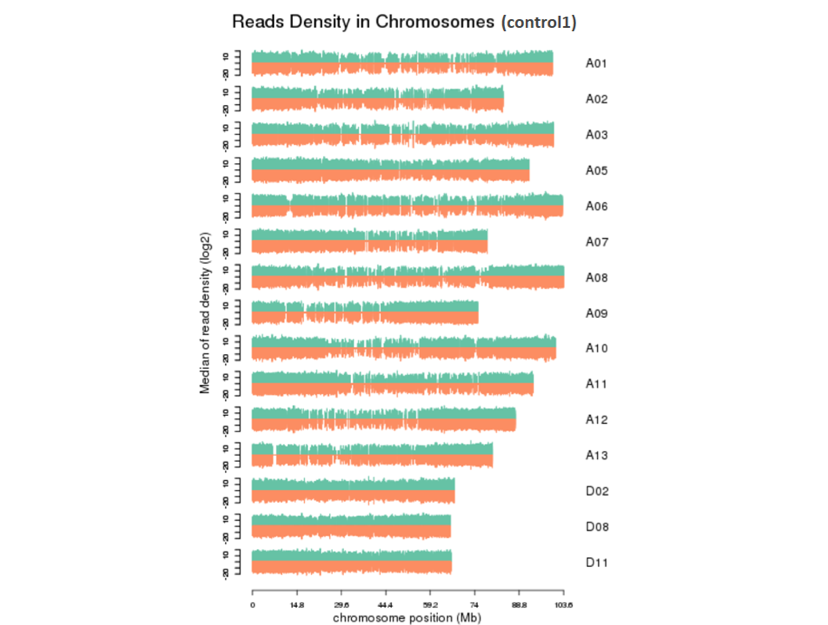 Reads Density in Chromosomes (control1)
A01
A02
A03
A05
A06
A07
A08
A09
A10
A11
A12
A13
D02
D08
D11
Median of read density (log2)
0 14.8 29.6 44.4 59.2 74 88.8 103.6
chromosome position (Mb)